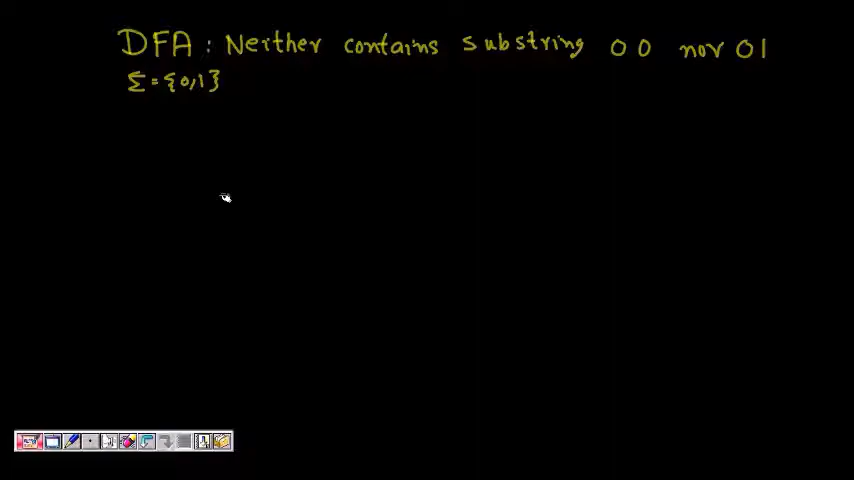 DFA : Neither contains substring 00 nor 01
Σ = {0,1}